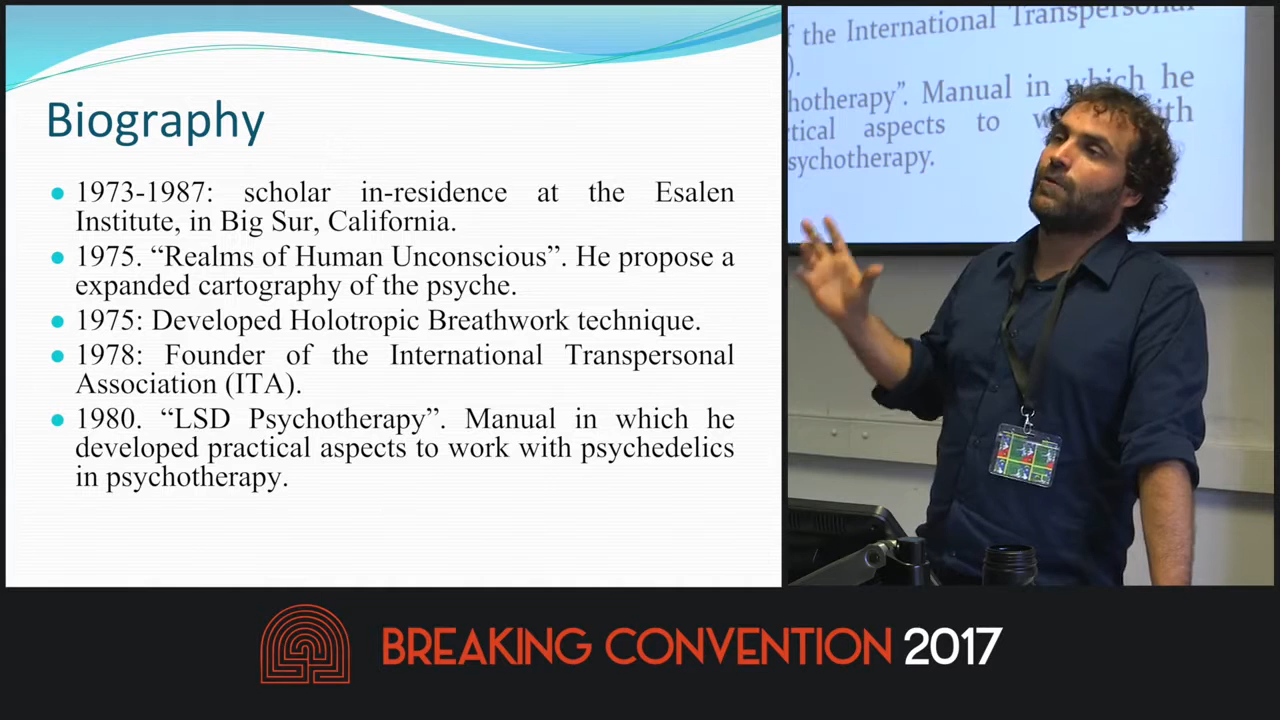 Biography
1973-1987: scholar in-residence at the Esalen
Institute, in Big Sur, California.
1975. “Realms of Human Unconscious”. He propose a
expanded cartography of the psyche.
1975: Developed Holotropic Breathwork technique.
1978: Founder of the International Transpersonal
Association (ITA).
1980. “LSD Psychotherapy”. Manual in which he
developed practical aspects to work with psychedelics
in psychotherapy.
the International Transpersonal
).
”. Manual in which he
aspects to
BREAKING CONVENTION 2017